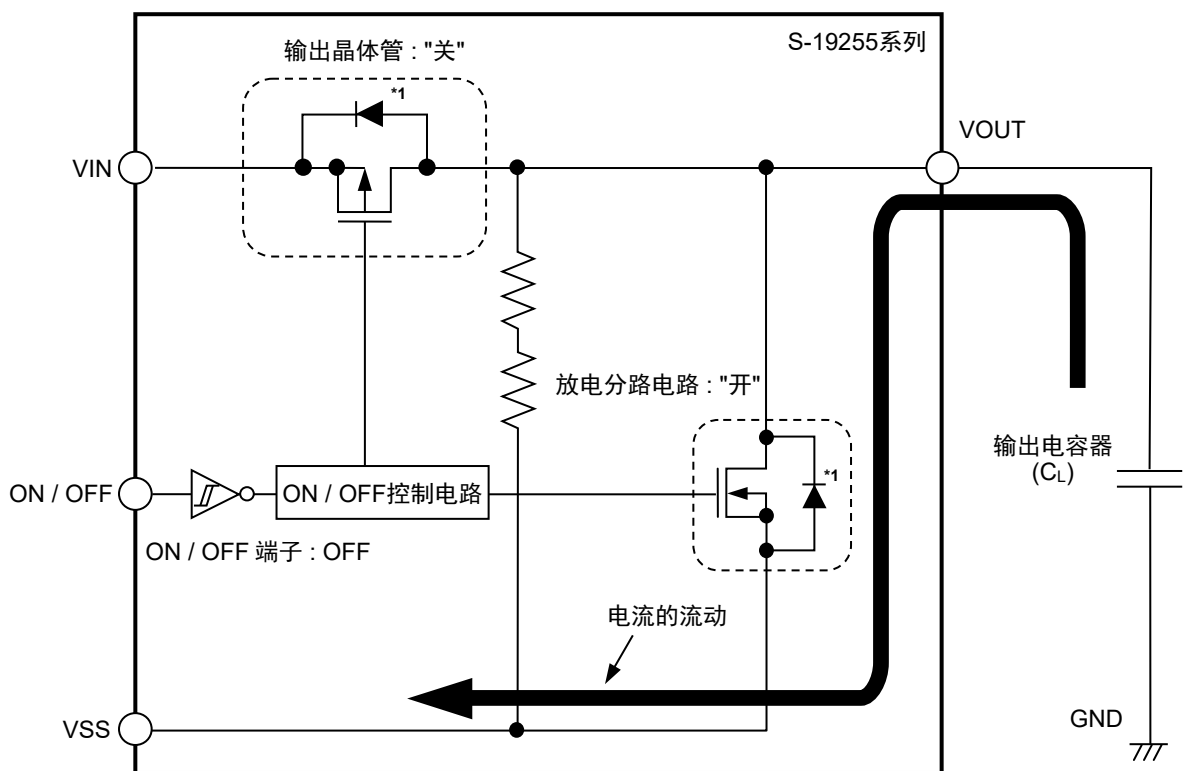 S-19255系列
输出晶体管 : "关"
*1
VOUT
VIN
放电分路电路 : "开"
*1
输出电容器
(CL)
ON / OFF
ON / OFF控制电路
ON / OFF 端子 : OFF
电流的流动
GND
VSS